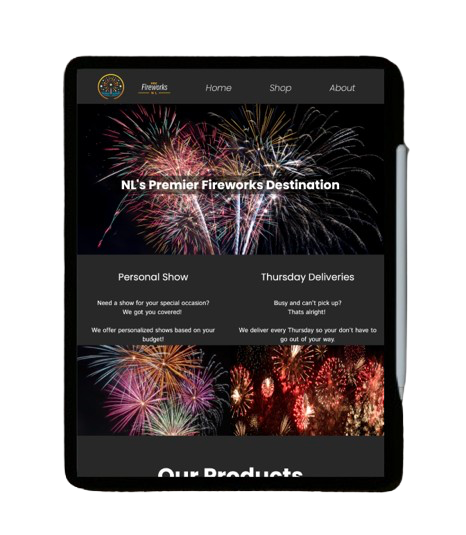 Fireworks
NL
Home
Shop
About
NL's Premier Fireworks Destination
Personal Show
Thursday Deliveries
Need a show for your special occasion?
We got you covered!
Busy and can't pick up?
Thats alright!
We offer personalized shows based on your
budget!
We deliver every Thursday so your don't have to
go out of your way.
Our Products